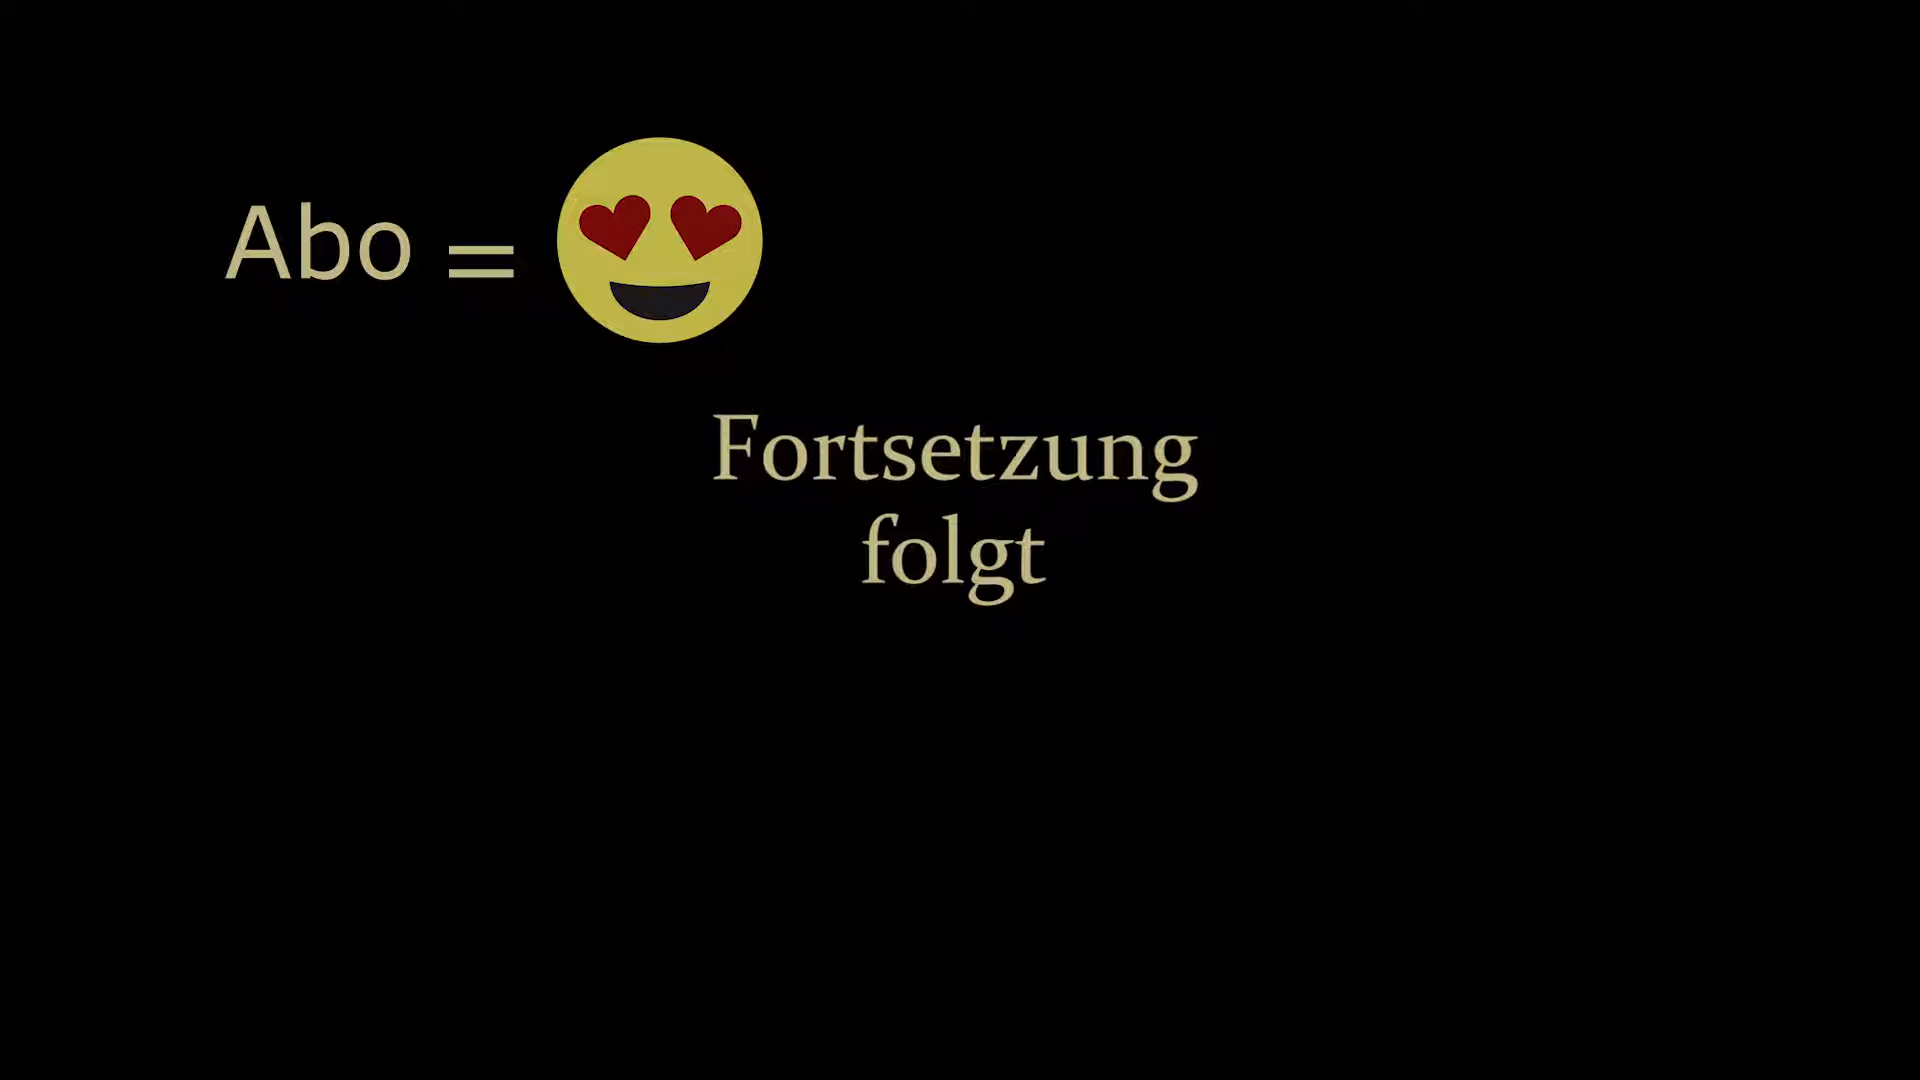 Abo = 😍
Fortsetzung
folgt